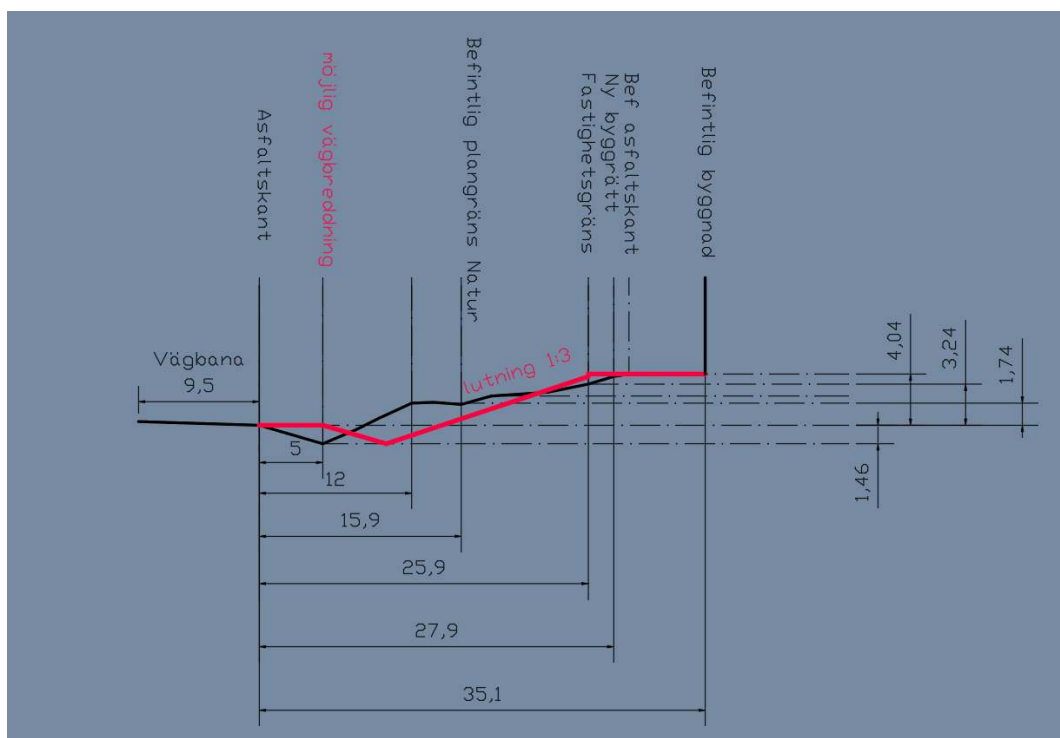 Asfaltskant
möjlig vägbreddning
Befintlig plangräns Natur
Fastighetsgräns
Ny byggrätt
Bef asfaltskant
Befintlig byggnad
Vägbana
9,5
lutning 1:3
4,04
3,24
1,74
1,46
5
12
15,9
25,9
27,9
35,1